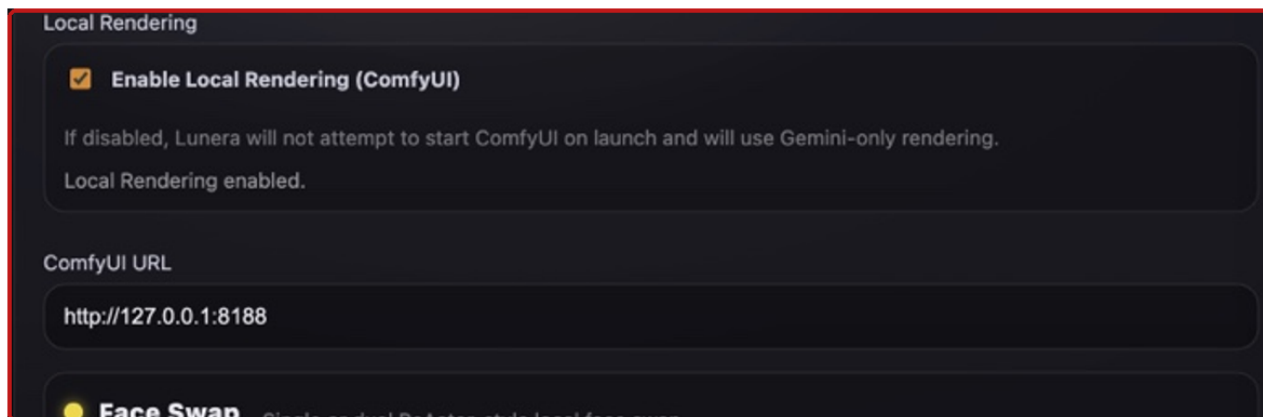 Local Rendering
Enable Local Rendering (ComfyUI)
If disabled, Lunera will not attempt to start ComfyUI on launch and will use Gemini-only rendering.
Local Rendering enabled.
ComfyUI URL
http://127.0.0.1:8188
Face Swap